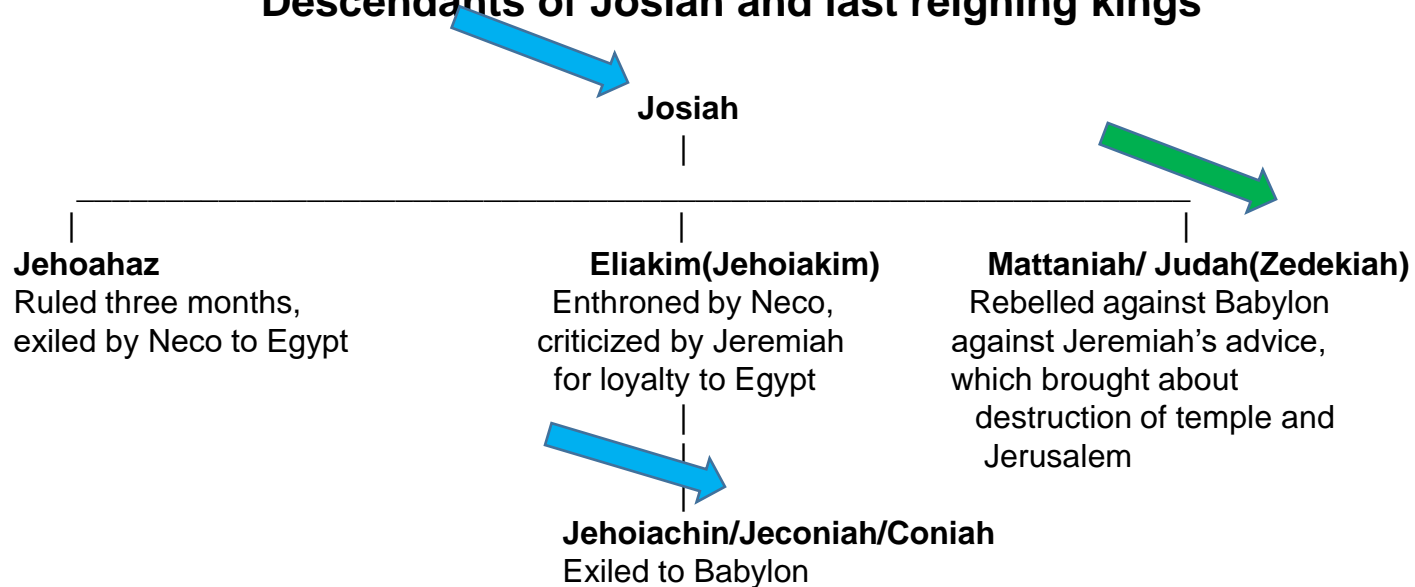 Descendants of Josiah and last reigning kings
Josiah
Jehoahaz
Ruled three months,
exiled by Neco to Egypt
Eliakim(Jehoiakim)
Enthroned by Neco,
criticized by Jeremiah
for loyalty to Egypt
Mattaniah/ Judah(Zedekiah)
Rebelled against Babylon
against Jeremiah's advice,
which brought about
destruction of temple and
Jerusalem
Jehoiachin/Jeconiah/Coniah
Exiled to Babylon